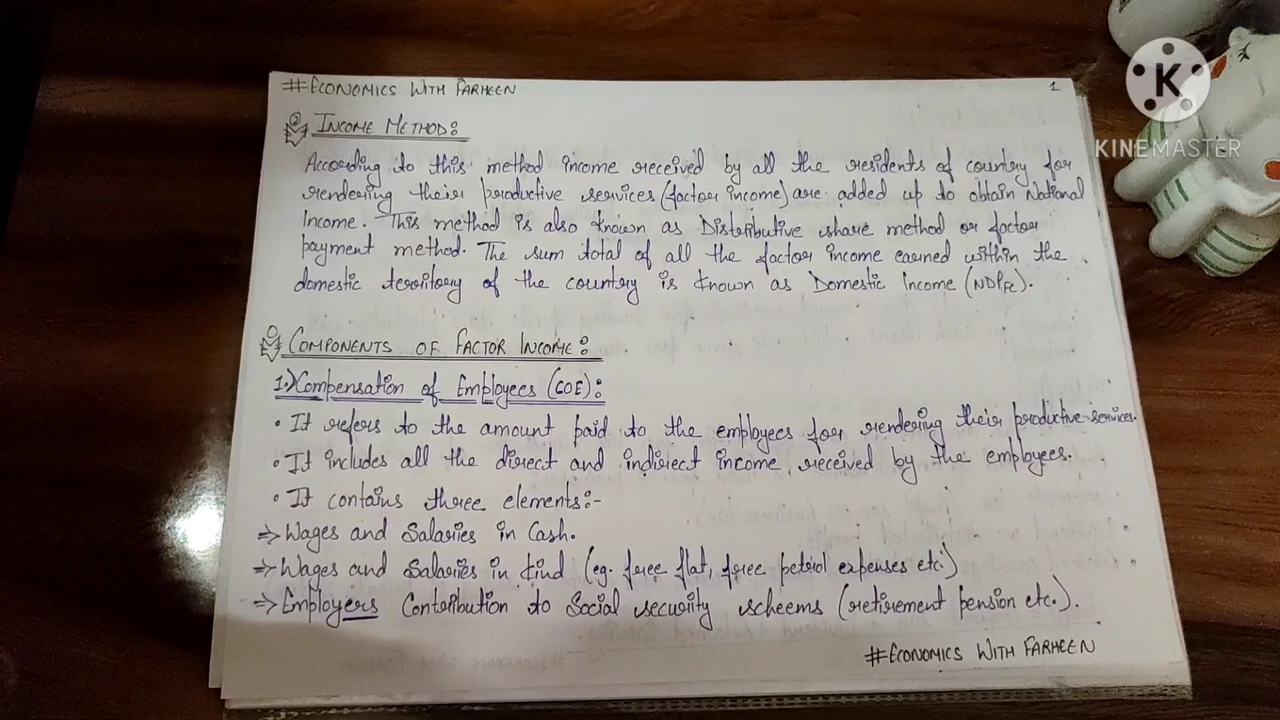 #ECONOMICS WITH FARHEEN
1
② INCOME METHOD:
According to this method income received by all the residents of country for
rendering their productive services (factor income) are added up to obtain National
Income. This method is also known as Distributive share method or factor
payment method. The sum total of all the factor income earned within the
domestic territory of the country is known as Domestic Income (NDPFC).
COMPONENTS OF FACTOR INCOME:
1.) Compensation of Employees (COE):
• It refers to the amount paid to the employees for rendering their productive services.
• It includes all the direct and indirect income received by the employees.
• It contains three elements:-
⇒ Wages and Salaries in Cash.
⇒ Wages and Salaries in kind (eg. free flat, free petrol expenses etc.)
⇒ Employers Contribution to Social security scheems (retirement pension etc.).
#ECONOMICS WITH FARHEEN
K
KINEMASTER